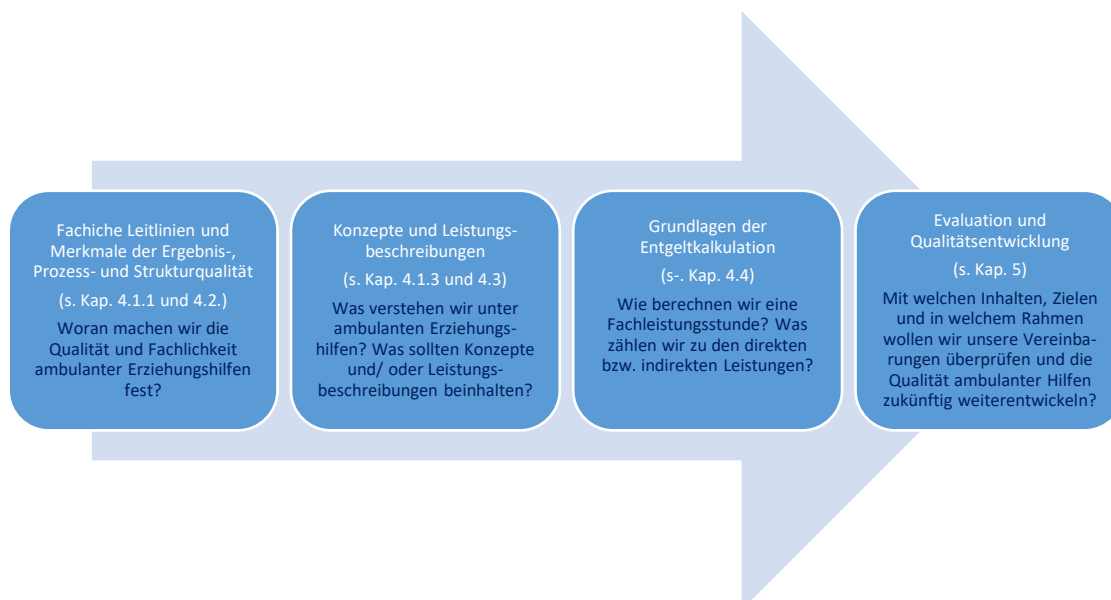 Fachiche Leitlinien und
Merkmale der Ergebnis-,
Prozess- und Strukturqualität
(s. Kap. 4.1.1 und 4.2.)
Woran machen wir die
Qualität und Fachlichkeit
ambulanter Erziehungshilfen
fest?
Konzepte und Leistungs-
beschreibungen
(s. Kap. 4.1.3 und 4.3)
Was verstehen wir unter
ambulanten Erziehungs-
hilfen? Was sollten Konzepte
und/ oder Leistungs-
beschreibungen beinhalten?
Grundlagen der
Entgeltkalkulation
(s-. Kap. 4.4)
Wie berechnen wir eine
Fachleistungsstunde? Was
zählen wir zu den direkten
bzw. indirekten Leistungen?
Evaluation und
Qualitätsentwicklung
(s. Kap. 5)
Mit welchen Inhalten, Zielen
und in welchem Rahmen
wollen wir unsere Vereinba-
rungen überprüfen und die
Qualität ambulanter Hilfen
zukünftig weiterentwickeln?